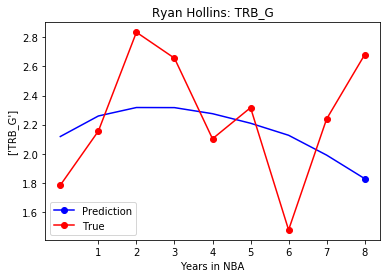 Ryan Hollins: TRB_G
['TRB_G']
2.8
2.6
2.4
2.2
2.0
1.8
1.6
Prediction
True
1 2 3 4 5 6 7 8
Years in NBA